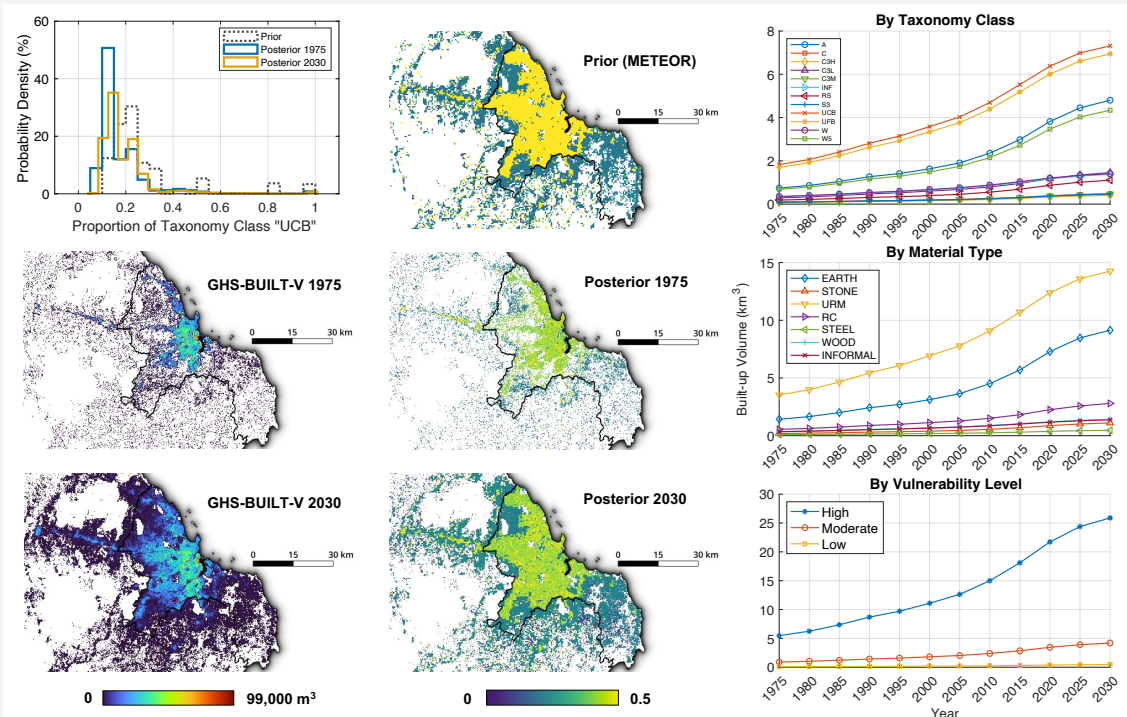 60
40
20
0
Probability Density (%)
Prior
Posterior 1975
Posterior 2030
0 0.2 0.4 0.6 0.8 1
Proportion of Taxonomy Class "UCB"
Prior (METEOR)
0 15 30 km
By Taxonomy Class
8
6
4
2
0
A
C
C3H
C3L
C3M
INF
RS
S3
UCB
UFB
W
W5
1975 1980 1985 1990 1995 2000 2005 2010 2015 2020 2025 2030
GHS-BUILT-V 1975
0 15 30 km
Posterior 1975
0 15 30 km
By Material Type
15
10
5
0
Built-up Volume (km³)
EARTH
STONE
URM
RC
STEEL
WOOD
INFORMAL
1975 1980 1985 1990 1995 2000 2005 2010 2015 2020 2025 2030
GHS-BUILT-V 2030
0 15 30 km
0 99,000 m³
Posterior 2030
0 15 30 km
0 0.5
By Vulnerability Level
30
25
20
15
10
5
0
High
Moderate
Low
1975 1980 1985 1990 1995 2000 2005 2010 2015 2020 2025 2030
Year